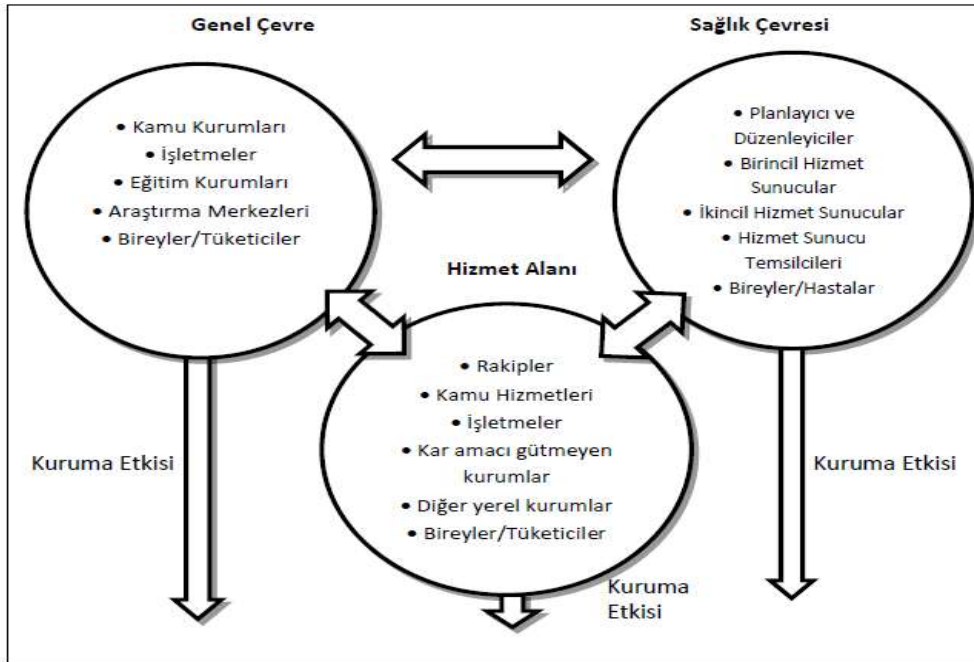 Genel Çevre
• Kamu Kurumları
• İşletmeler
• Eğitim Kurumları
• Araştırma Merkezleri
• Bireyler/Tüketiciler
Kuruma Etkisi
Sağlık Çevresi
• Planlayıcı ve
Düzenleyiciler
• Birincil Hizmet
Sunucular
• İkincil Hizmet Sunucular
• Hizmet Sunucu
Temsilcileri
• Bireyler/Hastalar
Kuruma Etkisi
Hizmet Alanı
• Rakipler
• Kamu Hizmetleri
• İşletmeler
• Kar amacı gütmeyen
kurumlar
• Diğer yerel kurumlar
• Bireyler/Tüketiciler
Kuruma
Etkisi